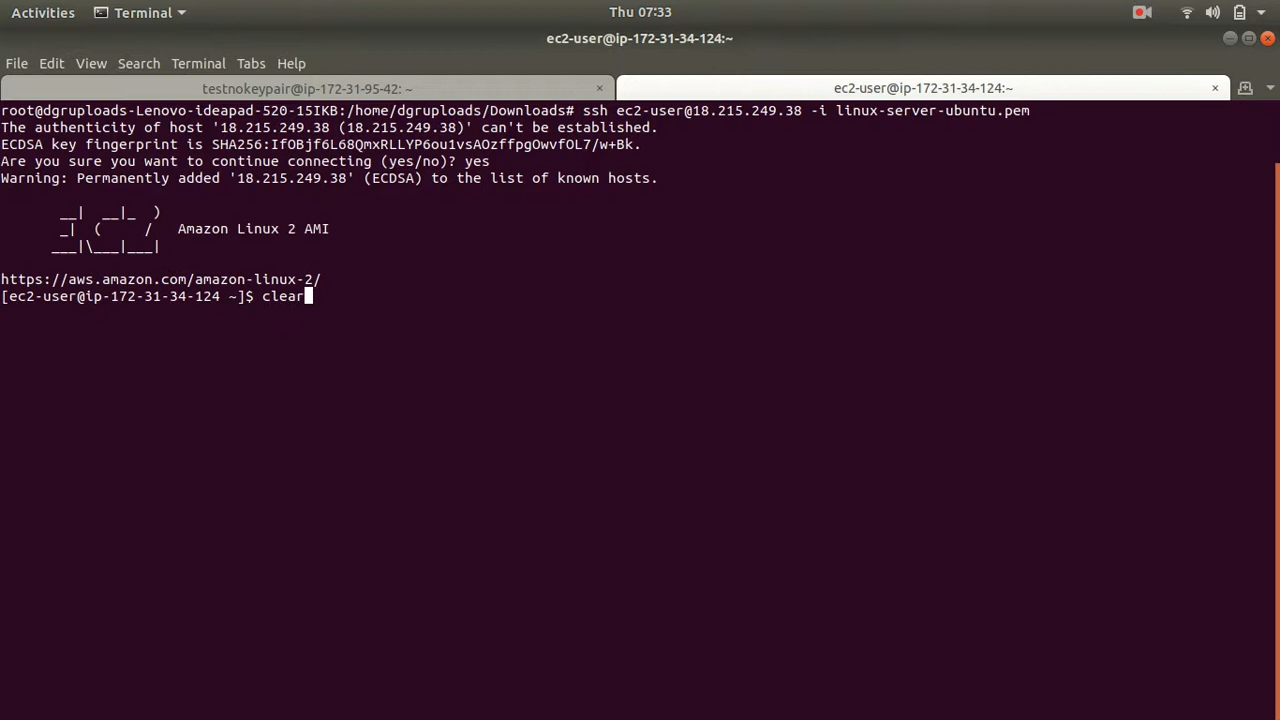 Activities Terminal Thu 07:33
ec2-user@ip-172-31-34-124:~
File Edit View Search Terminal Tabs Help
testnokeypair@ip-172-31-95-42: ~ × ec2-user@ip-172-31-34-124:~ ×
root@dgruploads-Lenovo-ideapad-520-15IKB:/home/dgruploads/Downloads# ssh ec2-user@18.215.249.38 -i linux-server-ubuntu.pem
The authenticity of host '18.215.249.38 (18.215.249.38)' can't be established.
ECDSA key fingerprint is SHA256:IfOBjf6L68QmxRLLYP6ou1vsAOzffpgOwvfOL7/w+Bk.
Are you sure you want to continue connecting (yes/no)? yes
Warning: Permanently added '18.215.249.38' (ECDSA) to the list of known hosts.
__|  __|_  )
_|  (     /   Amazon Linux 2 AMI
___|\___|___|
https://aws.amazon.com/amazon-linux-2/
[ec2-user@ip-172-31-34-124 ~]$ clear